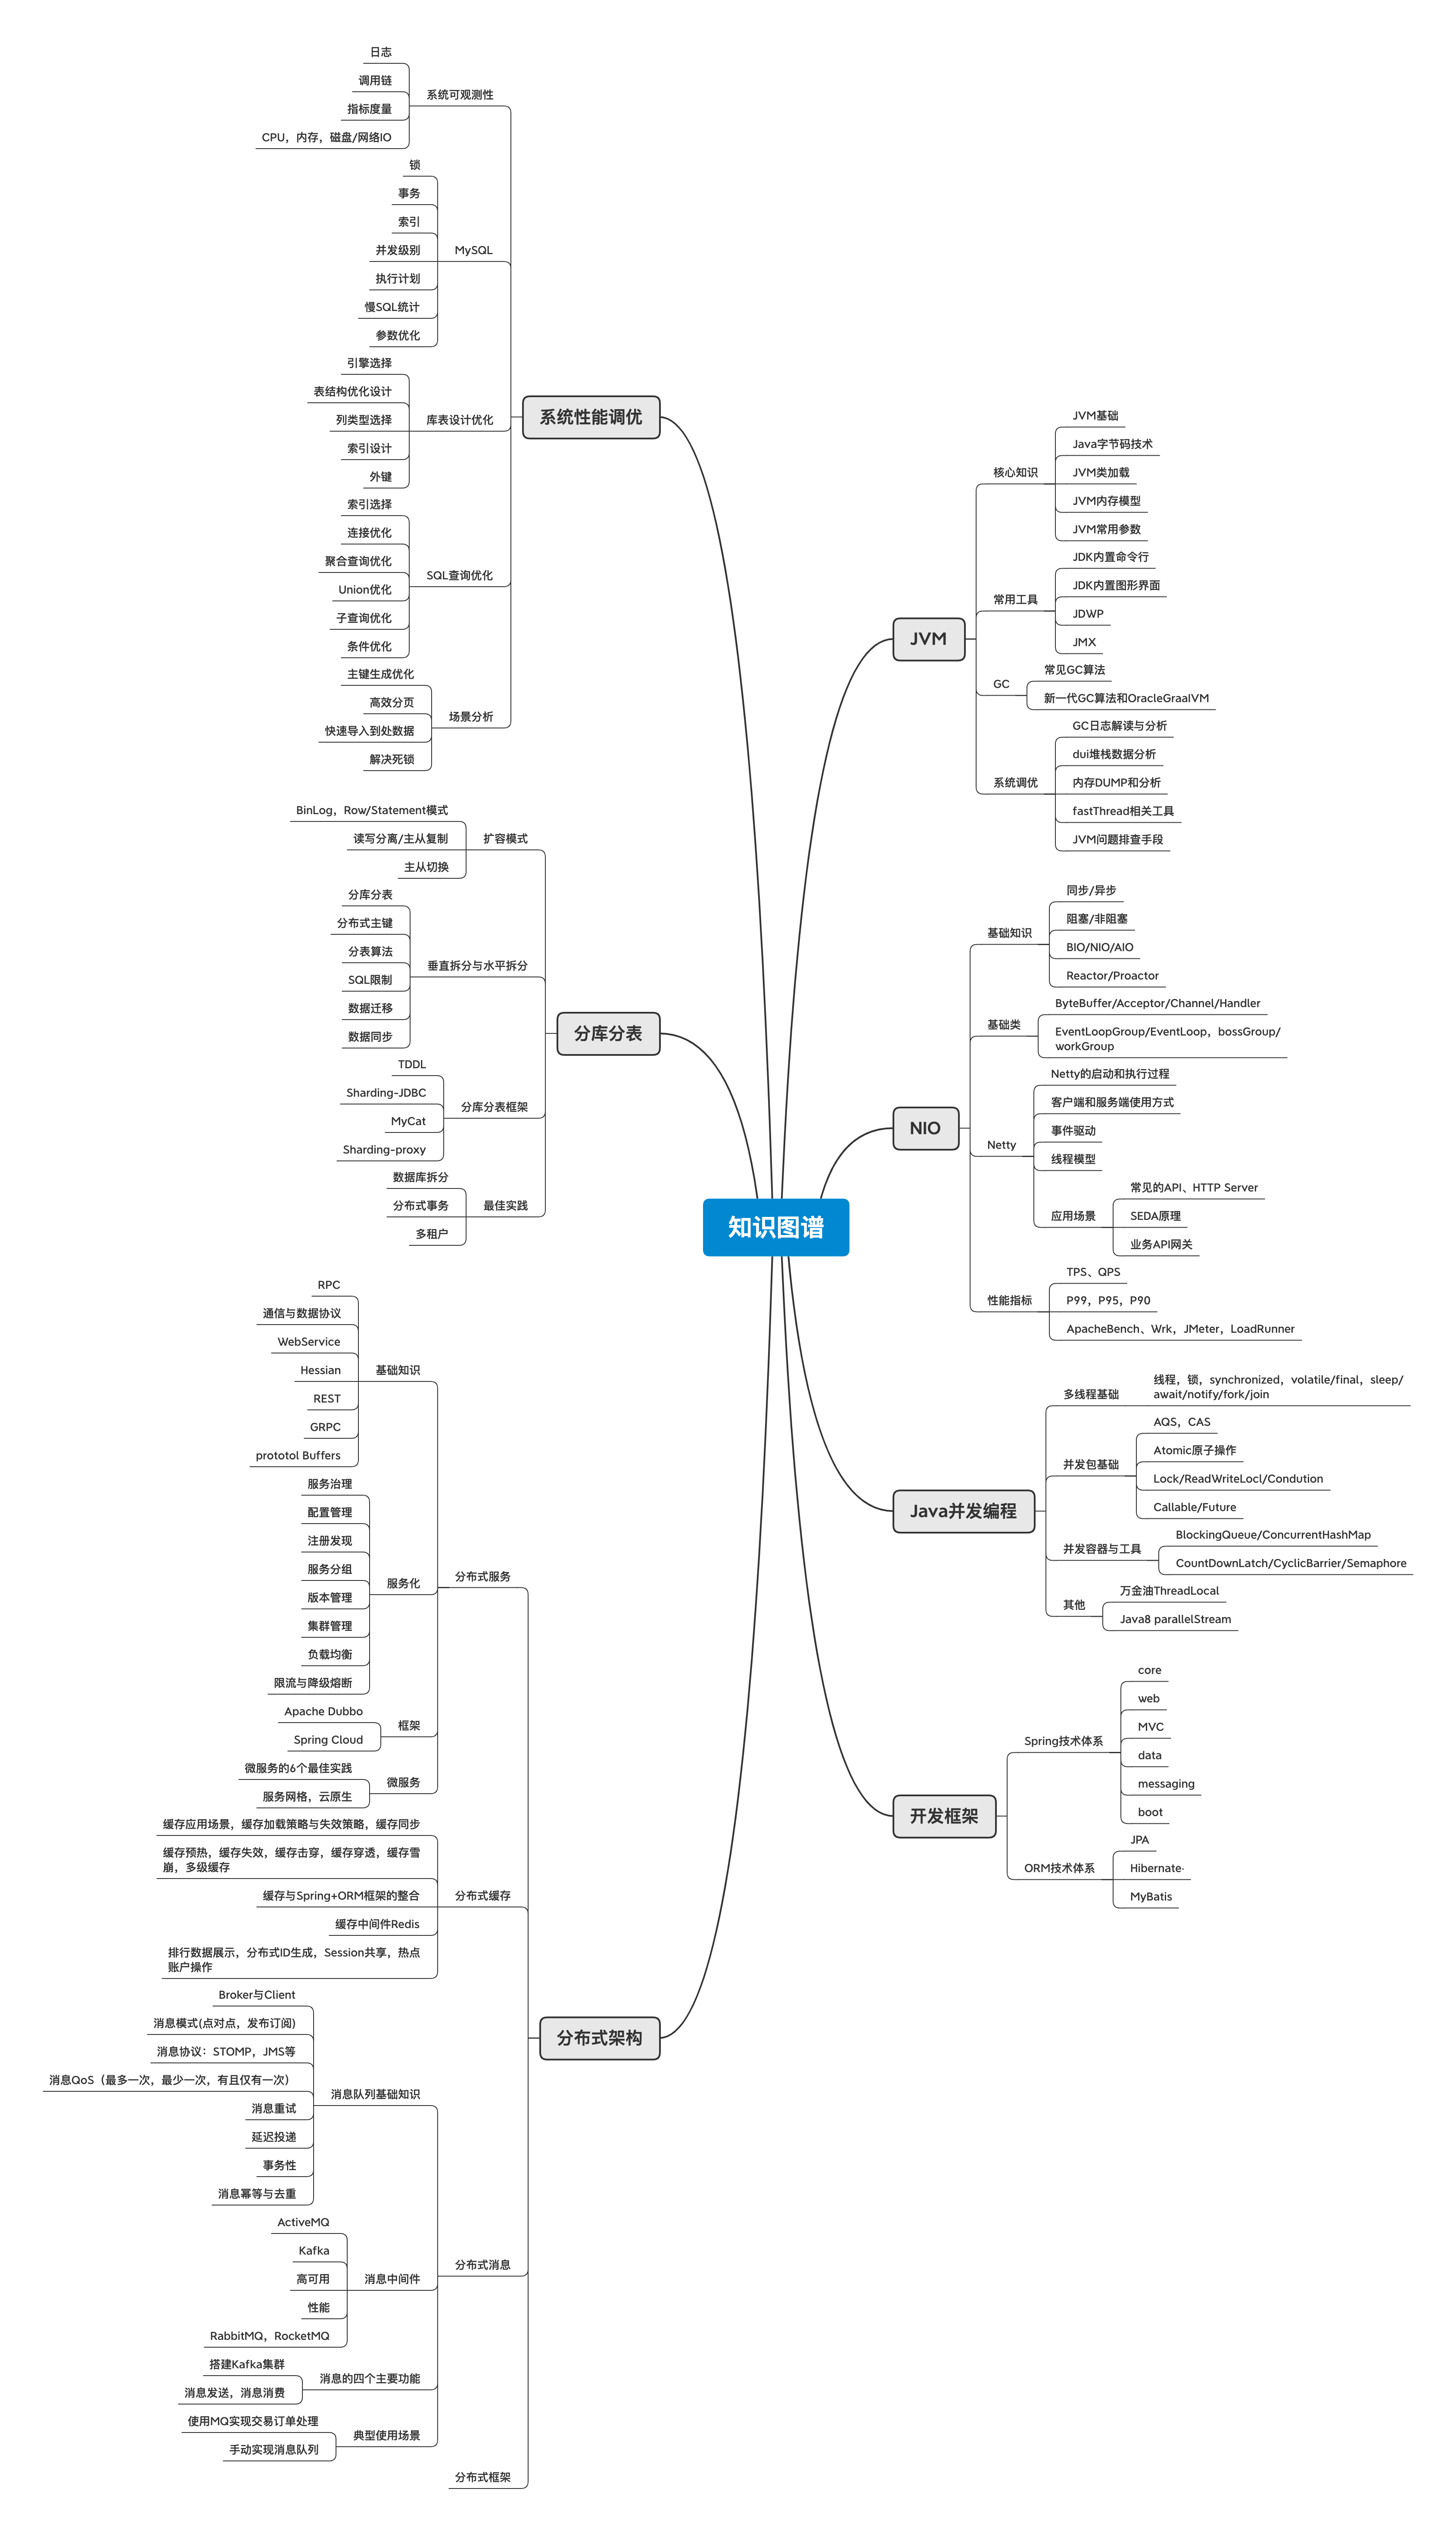 知识图谱
系统性能调优
系统可观测性
日志
调用链
指标度量
CPU，内存，磁盘/网络IO
MySQL
锁
事务
索引
并发级别
执行计划
慢SQL统计
参数优化
库表设计优化
引擎选择
表结构优化设计
列类型选择
索引设计
外键
SQL查询优化
索引选择
连接优化
聚合查询优化
Union优化
子查询优化
条件优化
场景分析
主键生成优化
高效分页
快速导入到处数据
解决死锁
分库分表
扩容模式
BinLog，Row/Statement模式
读写分离/主从复制
主从切换
垂直拆分与水平拆分
分库分表
分布式主键
分表算法
SQL限制
数据迁移
数据同步
分库分表框架
TDDL
Sharding-JDBC
MyCat
Sharding-proxy
最佳实践
数据库拆分
分布式事务
多租户
分布式架构
分布式服务
基础知识
RPC
通信与数据协议
WebService
Hessian
REST
GRPC
prototol Buffers
服务化
服务治理
配置管理
注册发现
服务分组
版本管理
集群管理
负载均衡
限流与降级熔断
框架
Apache Dubbo
Spring Cloud
微服务
微服务的6个最佳实践
服务网格，云原生
分布式缓存
缓存应用场景，缓存加载策略与失效策略，缓存同步
缓存预热，缓存失效，缓存击穿，缓存穿透，缓存雪
崩，多级缓存
缓存与Spring+ORM框架的整合
缓存中间件Redis
排行数据展示，分布式ID生成，Session共享，热点
账户操作
分布式消息
消息队列基础知识
Broker与Client
消息模式(点对点，发布订阅)
消息协议：STOMP，JMS等
消息QoS（最多一次，最少一次，有且仅有一次）
消息重试
延迟投递
事务性
消息幂等与去重
消息中间件
ActiveMQ
Kafka
高可用
性能
RabbitMQ，RocketMQ
消息的四个主要功能
搭建Kafka集群
消息发送，消息消费
典型使用场景
使用MQ实现交易订单处理
手动实现消息队列
分布式框架
JVM
核心知识
JVM基础
Java字节码技术
JVM类加载
JVM内存模型
JVM常用参数
常用工具
JDK内置命令行
JDK内置图形界面
JDWP
JMX
GC
常见GC算法
新一代GC算法和OracleGraalVM
系统调优
GC日志解读与分析
dui堆栈数据分析
内存DUMP和分析
fastThread相关工具
JVM问题排查手段
NIO
基础知识
同步/异步
阻塞/非阻塞
BIO/NIO/AIO
Reactor/Proactor
基础类
ByteBuffer/Acceptor/Channel/Handler
EventLoopGroup/EventLoop，bossGroup/
workGroup
Netty
Netty的启动和执行过程
客户端和服务端使用方式
事件驱动
线程模型
应用场景
常见的API、HTTP Server
SEDA原理
业务API网关
性能指标
TPS、QPS
P99，P95，P90
ApacheBench、Wrk，JMeter，LoadRunner
Java并发编程
多线程基础
线程，锁，synchronized，volatile/final，sleep/
await/notify/fork/join
并发包基础
AQS，CAS
Atomic原子操作
Lock/ReadWriteLocl/Condution
Callable/Future
并发容器与工具
BlockingQueue/ConcurrentHashMap
CountDownLatch/CyclicBarrier/Semaphore
其他
万金油ThreadLocal
Java8 parallelStream
开发框架
Spring技术体系
core
web
MVC
data
messaging
boot
ORM技术体系
JPA
Hibernate·
MyBatis